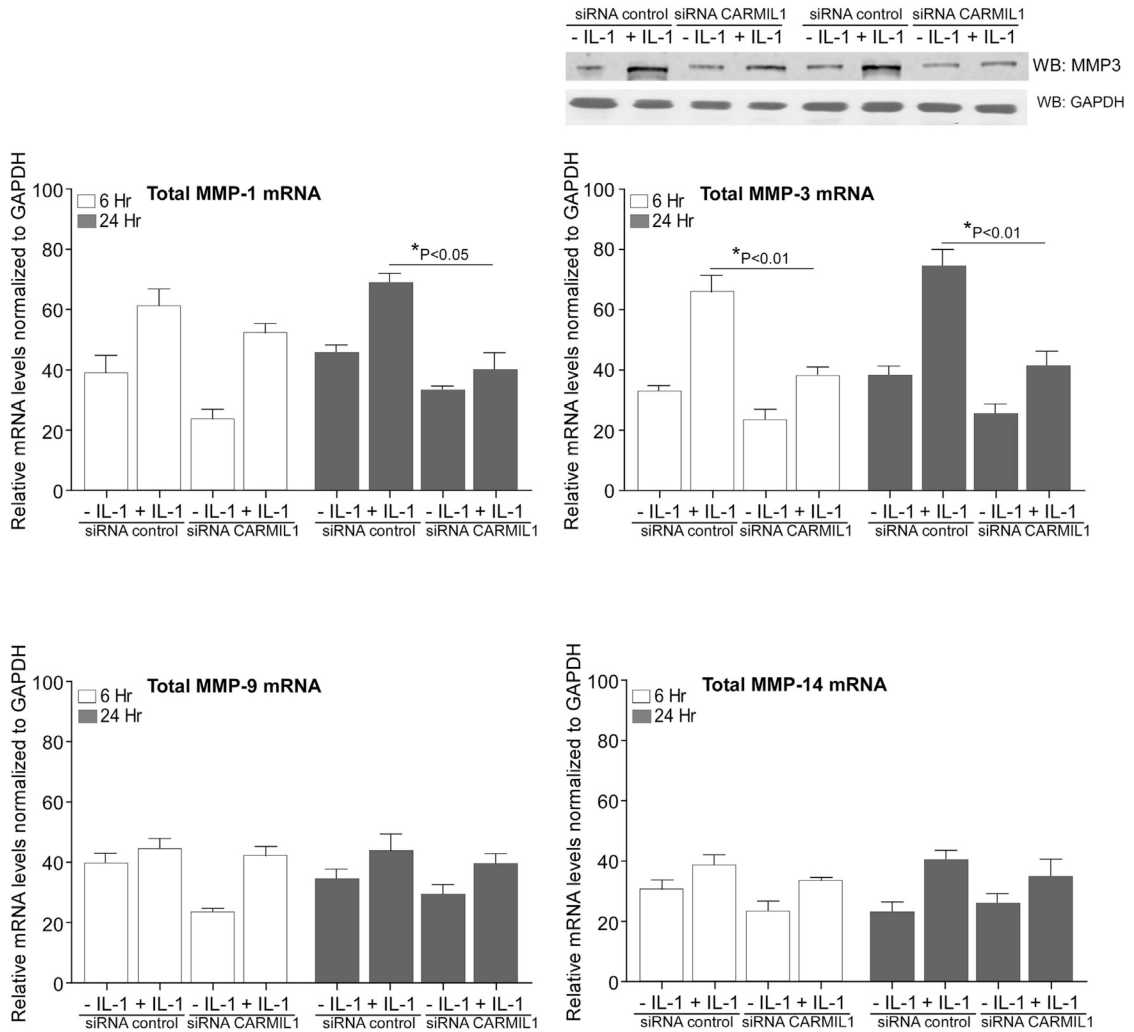 siRNA control siRNA CARMIL1 siRNA control siRNA CARMIL1
- IL-1 + IL-1 - IL-1 + IL-1 - IL-1 + IL-1 - IL-1 + IL-1
WB: MMP3
WB: GAPDH
Relative mRNA levels normalized to GAPDH
Total MMP-1 mRNA
6 Hr
24 Hr
100
80
60
40
20
0
*P<0.05
- IL-1 + IL-1 - IL-1 + IL-1 - IL-1 + IL-1 - IL-1 + IL-1
siRNA control siRNA CARMIL1 siRNA control siRNA CARMIL1
Relative mRNA levels normalized to GAPDH
Total MMP-3 mRNA
6 Hr
24 Hr
100
80
60
40
20
0
*P<0.01
*P<0.01
- IL-1 + IL-1 - IL-1 + IL-1 - IL-1 + IL-1 - IL-1 + IL-1
siRNA control siRNA CARMIL1 siRNA control siRNA CARMIL1
Relative mRNA levels normalized to GAPDH
Total MMP-9 mRNA
6 Hr
24 Hr
100
80
60
40
20
0
- IL-1 + IL-1 - IL-1 + IL-1 - IL-1 + IL-1 - IL-1 + IL-1
siRNA control siRNA CARMIL1 siRNA control siRNA CARMIL1
Relative mRNA levels normalized to GAPDH
Total MMP-14 mRNA
6 Hr
24 Hr
100
80
60
40
20
0
- IL-1 + IL-1 - IL-1 + IL-1 - IL-1 + IL-1 - IL-1 + IL-1
siRNA control siRNA CARMIL1 siRNA control siRNA CARMIL1